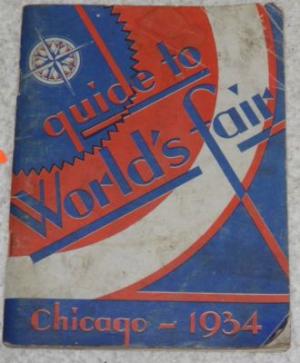 guide to
World's fair
Chicago - 1934